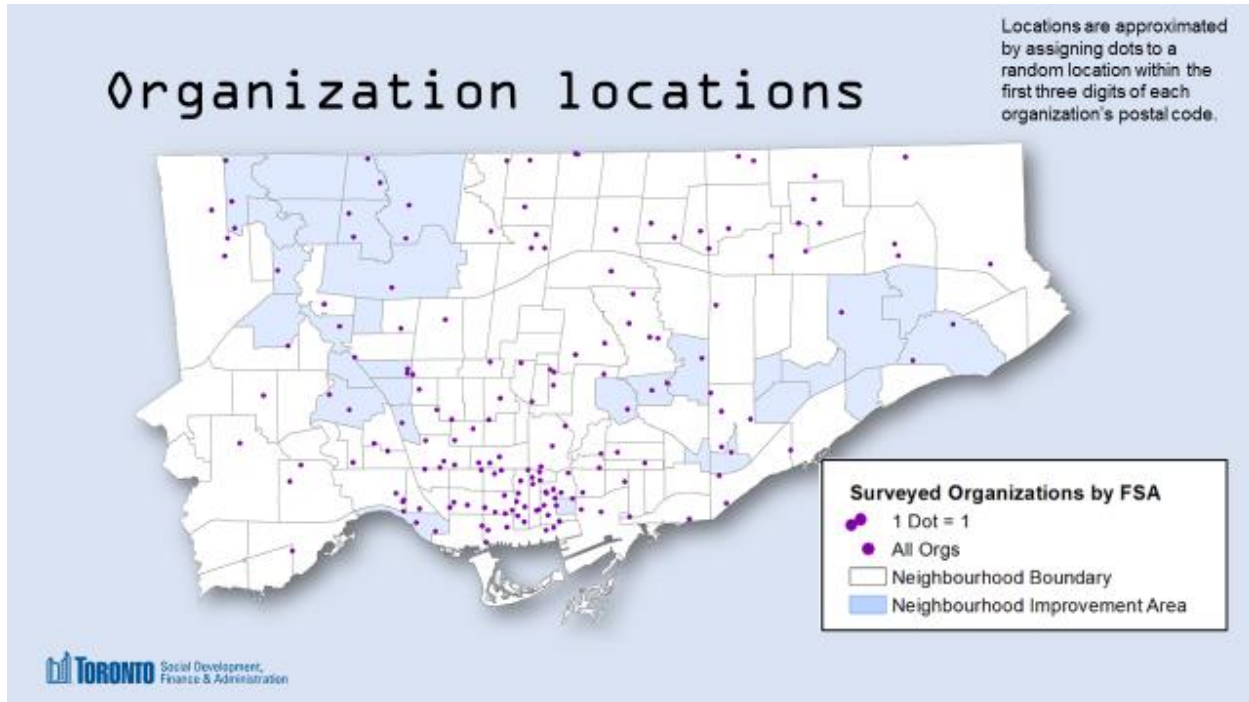 Locations are approximated
by assigning dots to a
random location within the
first three digits of each
organization's postal code.
Organization locations
Surveyed Organizations by FSA
1 Dot = 1
All Orgs
Neighbourhood Boundary
Neighbourhood Improvement Area
TORONTO
Social Development,
Finance & Administration